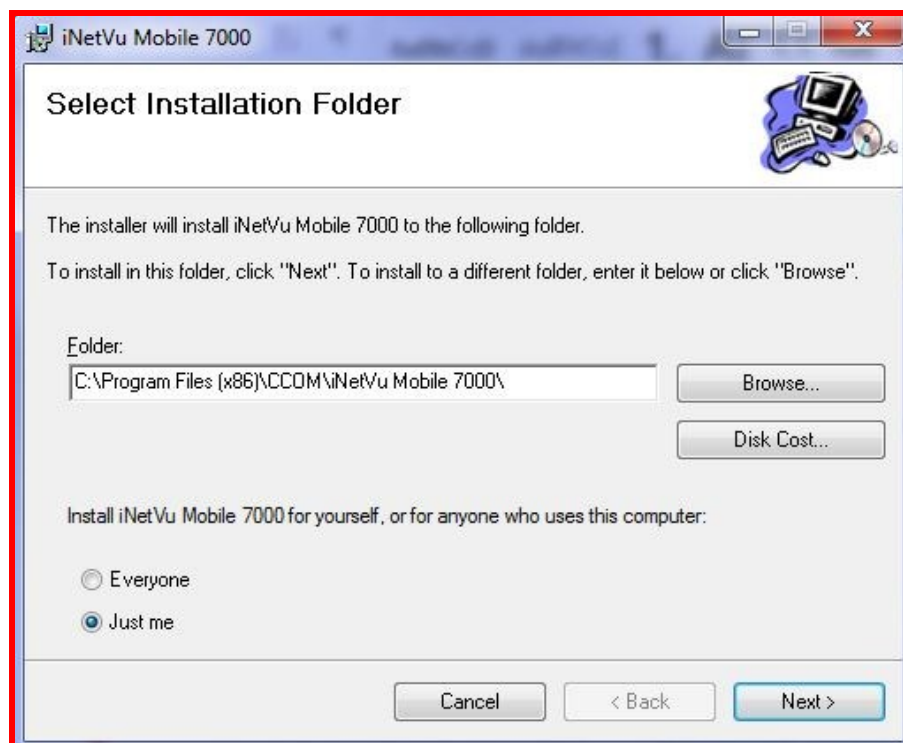 iNetVu Mobile 7000
Select Installation Folder
The installer will install iNetVu Mobile 7000 to the following folder.
To install in this folder, click "Next". To install to a different folder, enter it below or click "Browse".
Folder:
C:\Program Files (x86)\CCOM\iNetVu Mobile 7000\
Browse...
Disk Cost...
Install iNetVu Mobile 7000 for yourself, or for anyone who uses this computer:
Everyone
Just me
Cancel
< Back
Next >